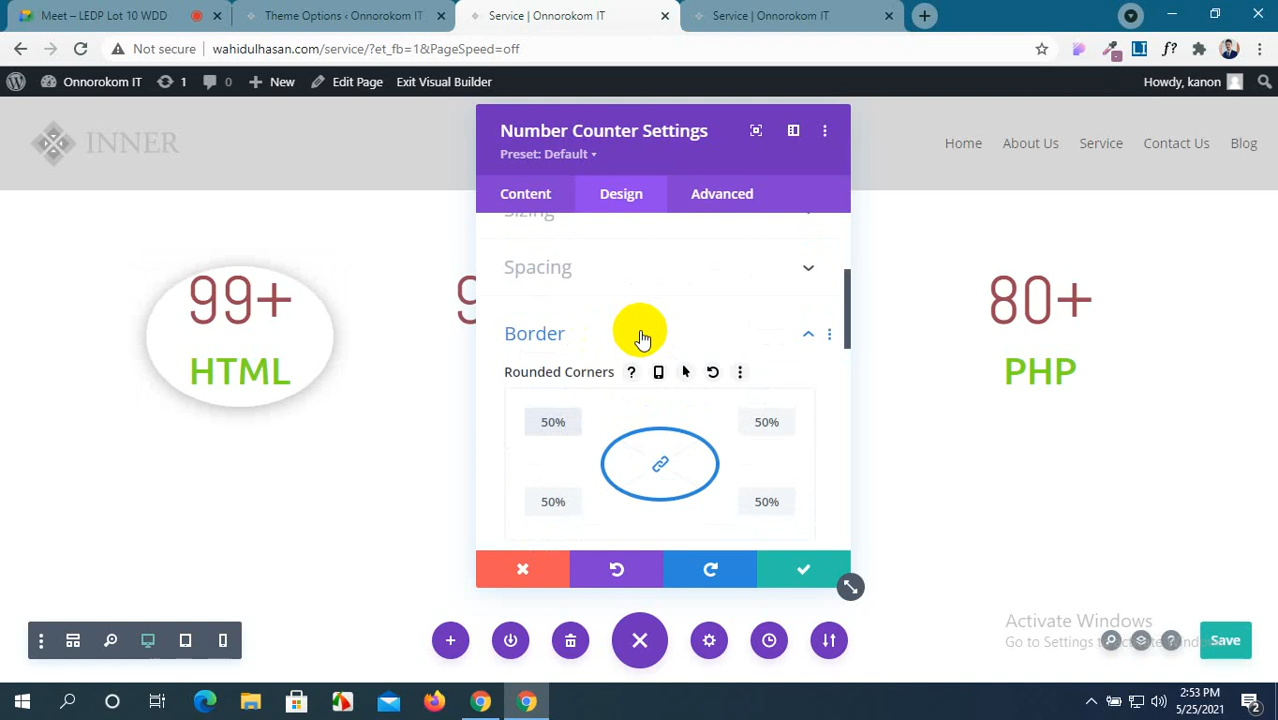 Meet – LEDP Lot 10 WDD
Theme Options ‹ Onnorokom IT
Service | Onnorokom IT
Service | Onnorokom IT
Not secure
wahidulhasan.com/service/?et_fb=1&PageSpeed=off
Onnorokom IT
1
0
New
Edit Page
Exit Visual Builder
Howdy, kanon
INNER
Home
About Us
Service
Contact Us
Blog
Number Counter Settings
Preset: Default
Content
Design
Advanced
Sizing
Spacing
Border
Rounded Corners
50%
50%
50%
50%
99+
HTML
9
80+
PHP
Activate Windows
Go to Settings to activate Windows.
Save
2:53 PM
5/25/2021
2